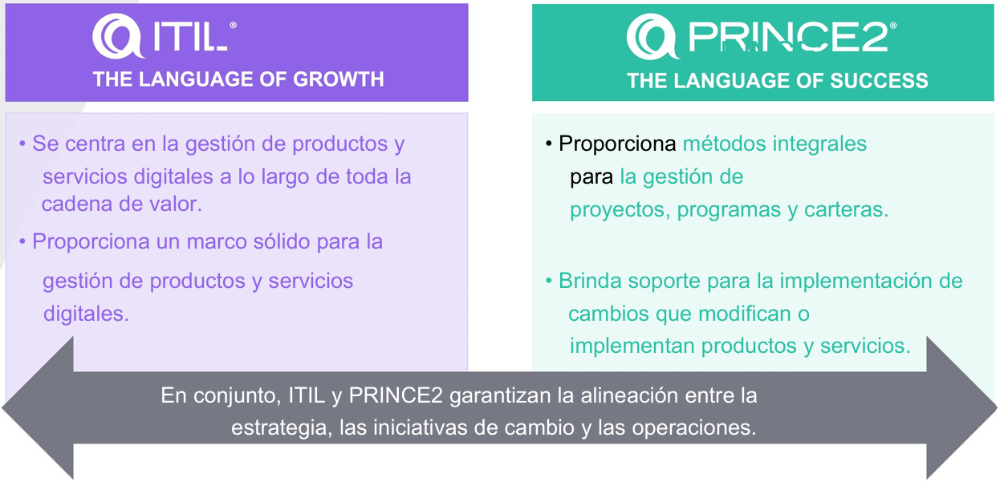 ITIL®
THE LANGUAGE OF GROWTH
• Se centra en la gestión de productos y
servicios digitales a lo largo de toda la
cadena de valor.
• Proporciona un marco sólido para la
gestión de productos y servicios
digitales.
PRINCE2®
THE LANGUAGE OF SUCCESS
• Proporciona métodos integrales
para la gestión de
proyectos, programas y carteras.
• Brinda soporte para la implementación de
cambios que modifican o
implementan productos y servicios.
En conjunto, ITIL y PRINCE2 garantizan la alineación entre la
estrategia, las iniciativas de cambio y las operaciones.